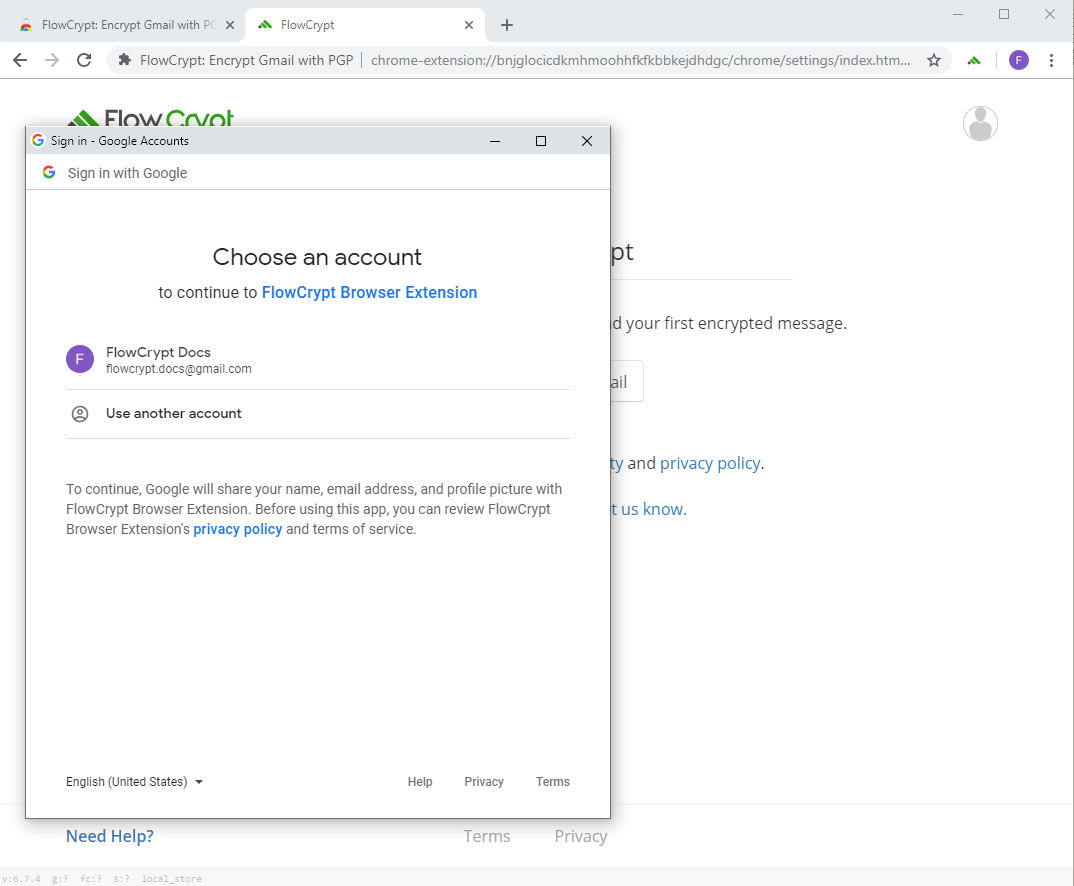 FlowCrypt: Encrypt Gmail with PG
FlowCrypt
FlowCrypt: Encrypt Gmail with PGP
chrome-extension://bnjglocicdkmhmoohhfkfkbbkejdhdgc/chrome/settings/index.htm...
F
FlowCrypt
Sign in - Google Accounts
Sign in with Google
Choose an account
to continue to FlowCrypt Browser Extension
F
FlowCrypt Docs
flowcrypt.docs@gmail.com
Use another account
To continue, Google will share your name, email address, and profile picture with
FlowCrypt Browser Extension. Before using this app, you can review FlowCrypt
Browser Extension's privacy policy and terms of service.
English (United States)
Help
Privacy
Terms
pt
d your first encrypted message.
ail
ty and privacy policy.
t us know.
Need Help?
Terms
Privacy
v:6.7.4 g:? fc:? s:? local_store